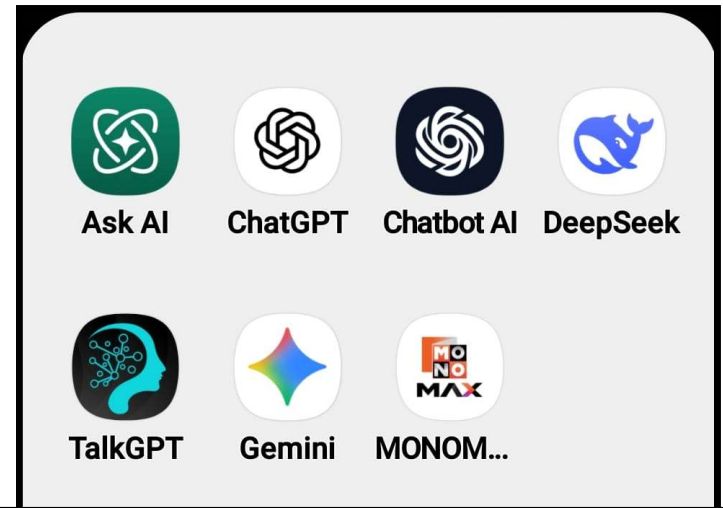 Ask AI
ChatGPT
Chatbot AI
DeepSeek
TalkGPT
Gemini
MO
NO
MAX
MONOM...